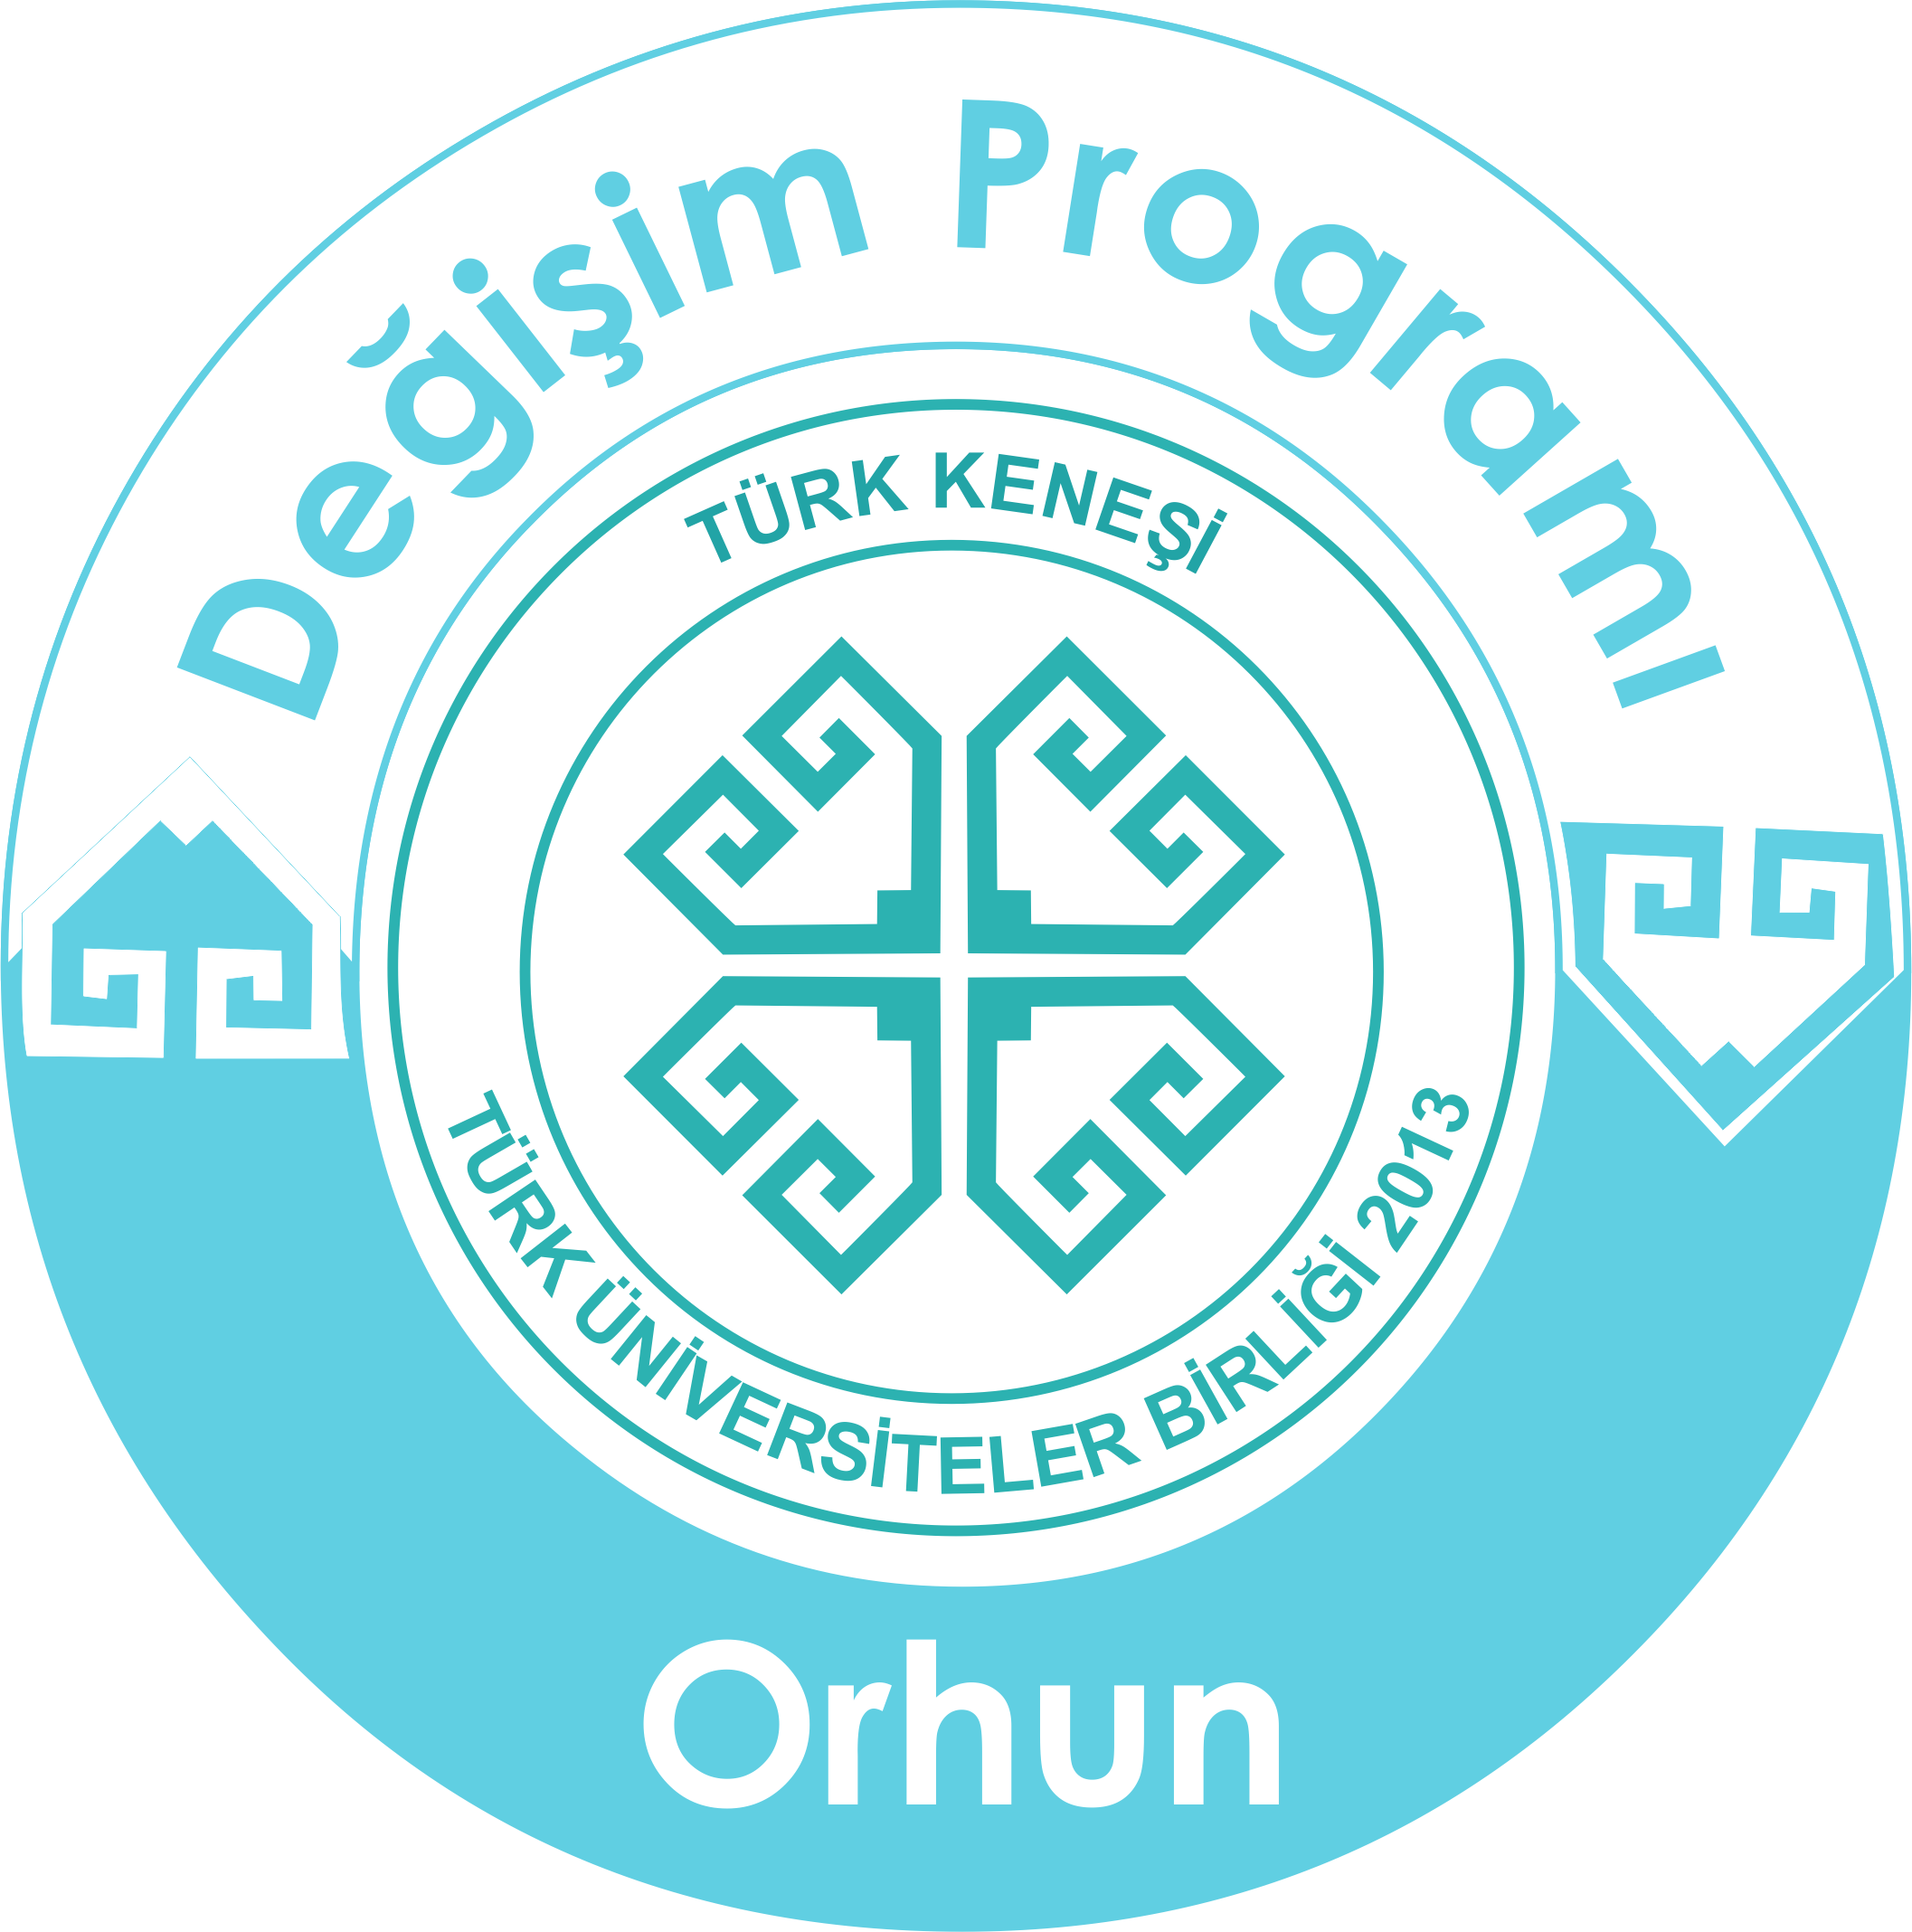 Değişim Programı
TÜRK KENEŞİ
TÜRK ÜNİVERSİTELER BİRLİĞİ 2013
Orhun